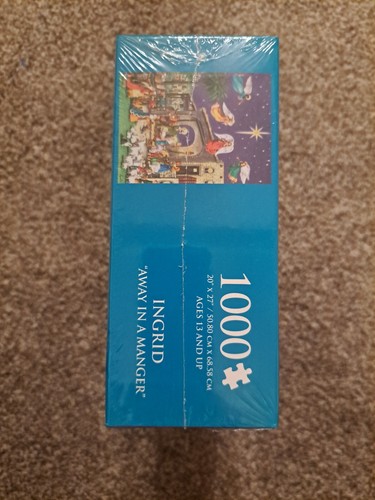 1000
20" X 27" / 50.80 CM X 68.58 CM
AGES 13 AND UP
INGRID
"AWAY IN A MANGER"